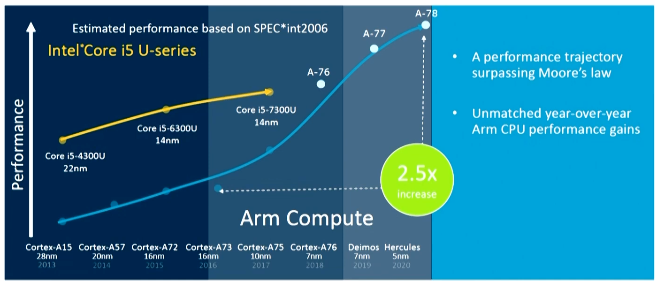 Estimated performance based on SPEC*int2006
Intel*Core i5 U-series
A-78
A-77
A-76
Core i5-7300U
14nm
Core i5-6300U
14nm
Core i5-4300U
22nm
Performance
2.5x
increase
Arm Compute
Cortex-A15 Cortex-A57 Cortex-A72 Cortex-A73 Cortex-A75 Cortex-A76 Deimos Hercules
28nm 20nm 16nm 16nm 10nm 7nm 7nm 5nm
2013 2014 2015 2016 2017 2018 2019 2020
• A performance trajectory
surpassing Moore's law
• Unmatched year-over-year
Arm CPU performance gains